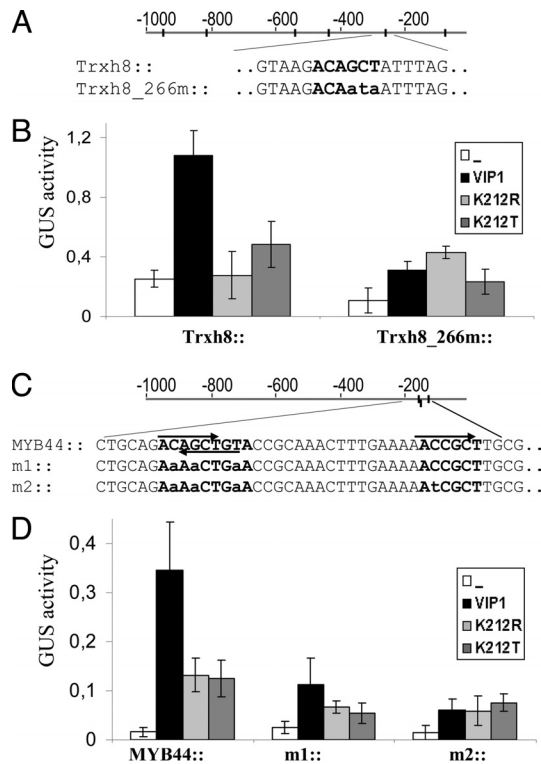 A
-1000 -800 -600 -400 -200
Trxh8:: ..GTAAGACAGCTATTTAG..
Trxh8_266m:: ..GTAAGACAataATTTAG..
B
GUS activity
1,2
0,8
0.4
0
_
VIP1
K212R
K212T
Trxh8:: Trxh8_266m::
C
-1000 -800 -600 -400 -200
MYB44:: CTGCAGACAGCTGTACCGCAAACTTTGAAAAACCGCTTGCG..
m1:: CTGCAGAaAaCTGaACCGCAAACTTTGAAAAACCGCTTGCG..
m2:: CTGCAGAaAaCTGaACCGCAAACTTTGAAAAAtCGCTTGCG..
D
GUS activity
0,4
0,3
0,2
0,1
0
_
VIP1
K212R
K212T
MYB44:: m1:: m2::